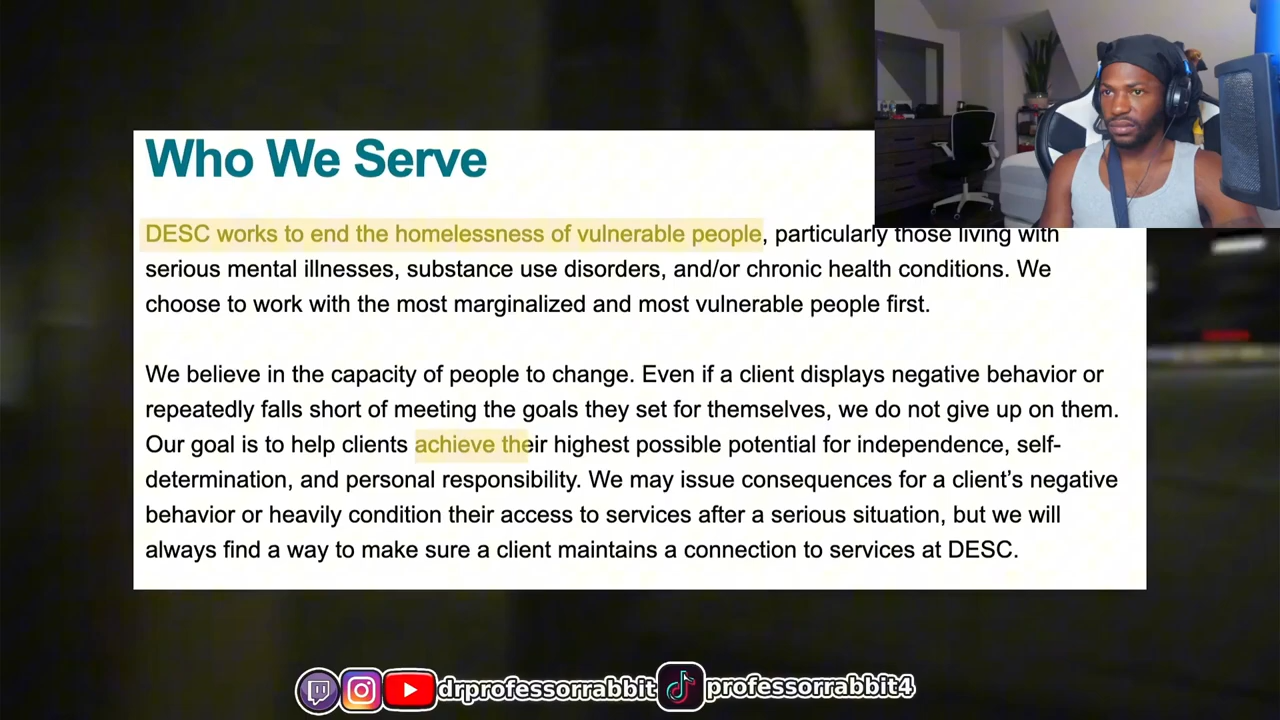 Who We Serve
DESC works to end the homelessness of vulnerable people, particularly those living with
serious mental illnesses, substance use disorders, and/or chronic health conditions. We
choose to work with the most marginalized and most vulnerable people first.
We believe in the capacity of people to change. Even if a client displays negative behavior or
repeatedly falls short of meeting the goals they set for themselves, we do not give up on them.
Our goal is to help clients achieve their highest possible potential for independence, self-
determination, and personal responsibility. We may issue consequences for a client’s negative
behavior or heavily condition their access to services after a serious situation, but we will
always find a way to make sure a client maintains a connection to services at DESC.
drprofessorrabbit professorrabbit4